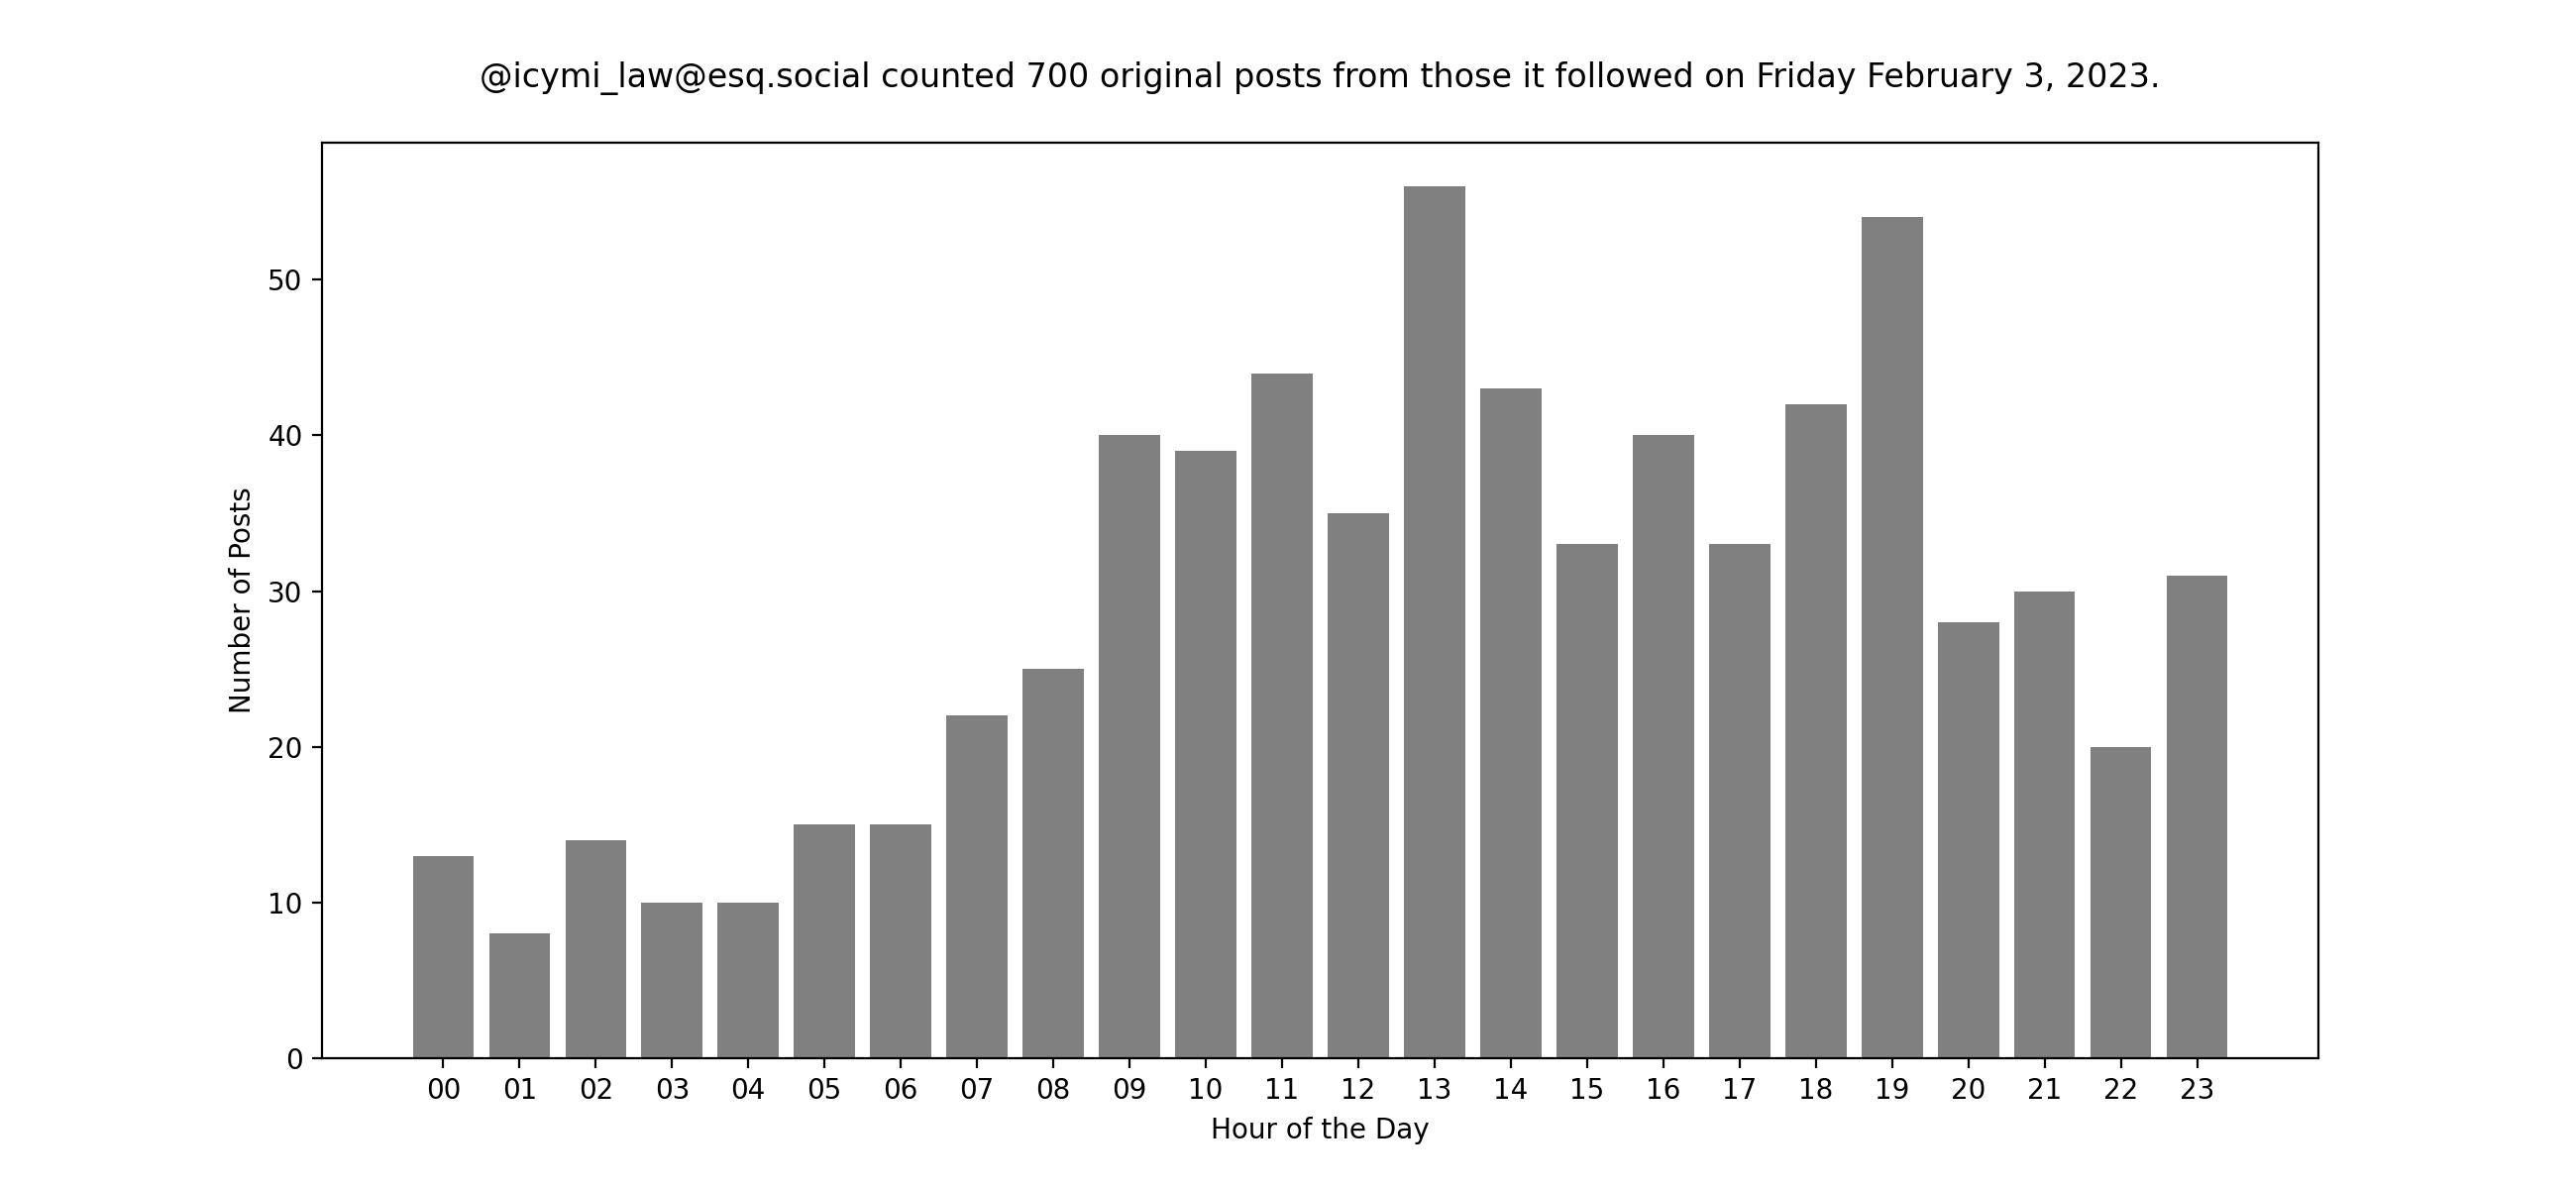 @icymi_law@esq.social counted 700 original posts from those it followed on Friday February 3, 2023.
Number of Posts
50
40
30
20
10
0
00 01 02 03 04 05 06 07 08 09 10 11 12 13 14 15 16 17 18 19 20 21 22 23
Hour of the Day